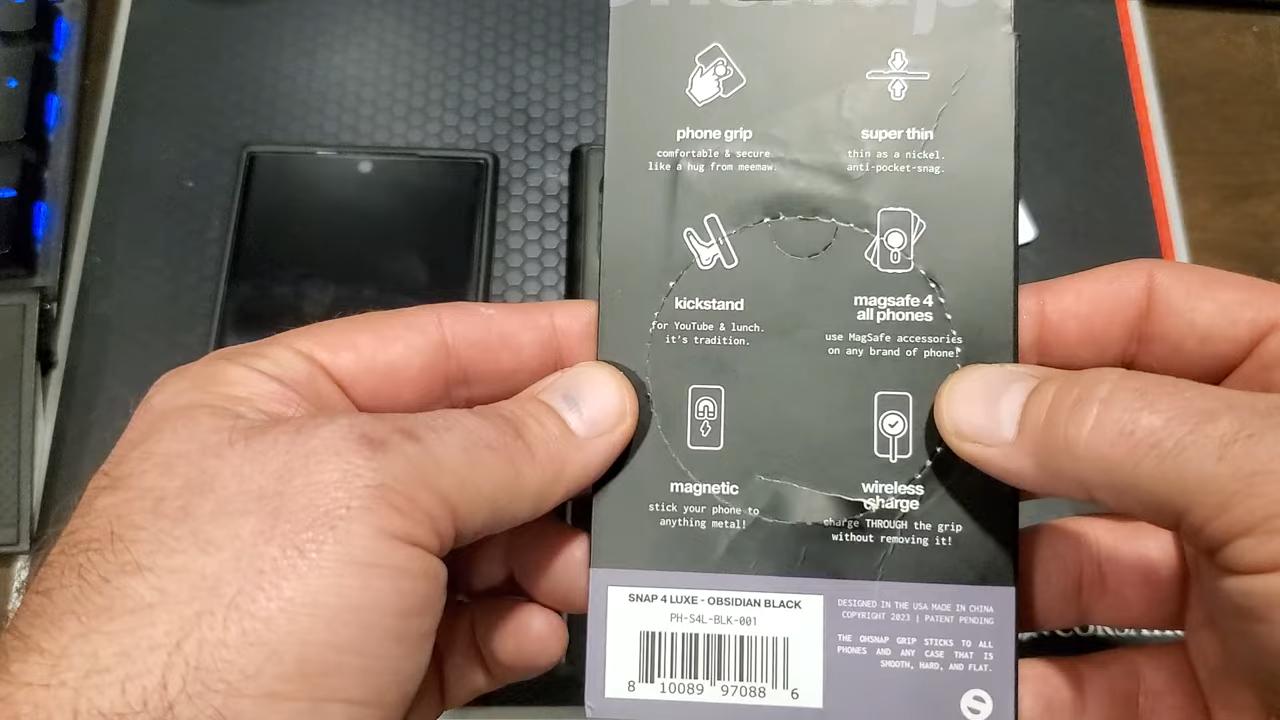 ohsnap
phone grip
comfortable & secure
like a hug from meemaw.
super thin
thin as a nickel.
anti-pocket-snag.
kickstand
for YouTube & lunch.
it's tradition.
magsafe 4
all phones
use MagSafe accessories
on any brand of phone!
magnetic
stick your phone to
anything metal!
wireless
charge
charge THROUGH the grip
without removing it!
SNAP 4 LUXE - OBSIDIAN BLACK
PH-S4L-BLK-001
8 10089 97088 6
DESIGNED IN THE USA MADE IN CHINA
COPYRIGHT 2023 | PATENT PENDING
THE OHSNAP GRIP STICKS TO ALL
PHONES AND ANY CASE THAT IS
SMOOTH, HARD, AND FLAT.